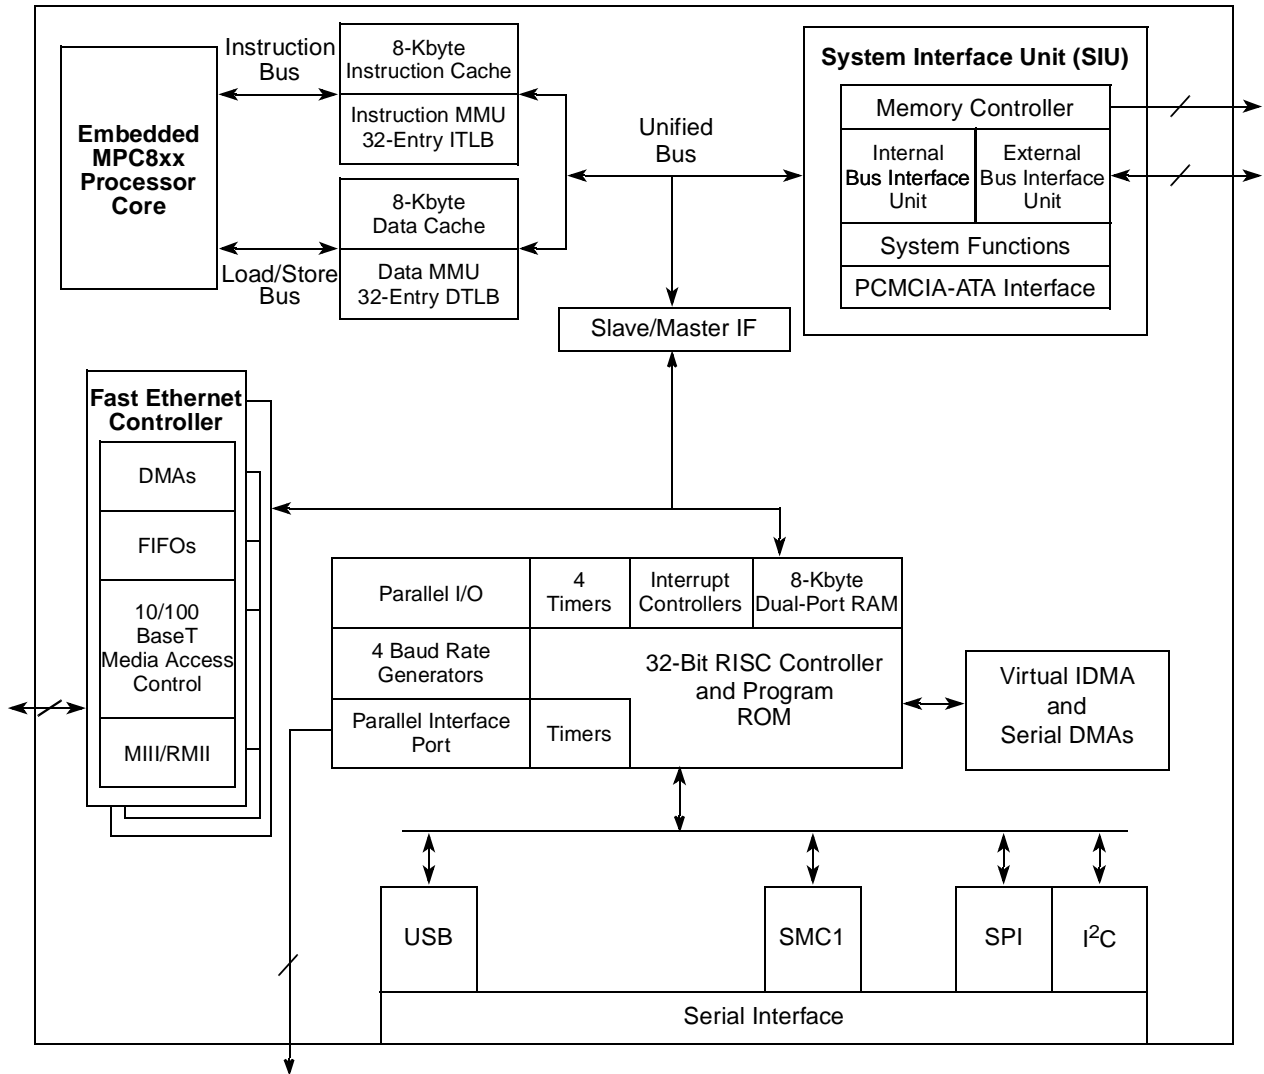 Instruction
Bus
8-Kbyte
Instruction Cache
Instruction MMU
32-Entry ITLB
Embedded
MPC8xx
Processor
Core
8-Kbyte
Data Cache
Data MMU
32-Entry DTLB
Load/Store
Bus
Unified
Bus
System Interface Unit (SIU)
Memory Controller
Internal
Bus Interface
Unit
External
Bus Interface
Unit
System Functions
PCMCIA-ATA Interface
Slave/Master IF
Fast Ethernet
Controller
DMAs
FIFOs
10/100
BaseT
Media Access
Control
MIII/RMII
Parallel I/O
4
Timers
Interrupt
Controllers
8-Kbyte
Dual-Port RAM
4 Baud Rate
Generators
32-Bit RISC Controller
and Program
ROM
Parallel Interface
Port
Timers
Virtual IDMA
and
Serial DMAs
USB
SMC1
SPI
I²C
Serial Interface